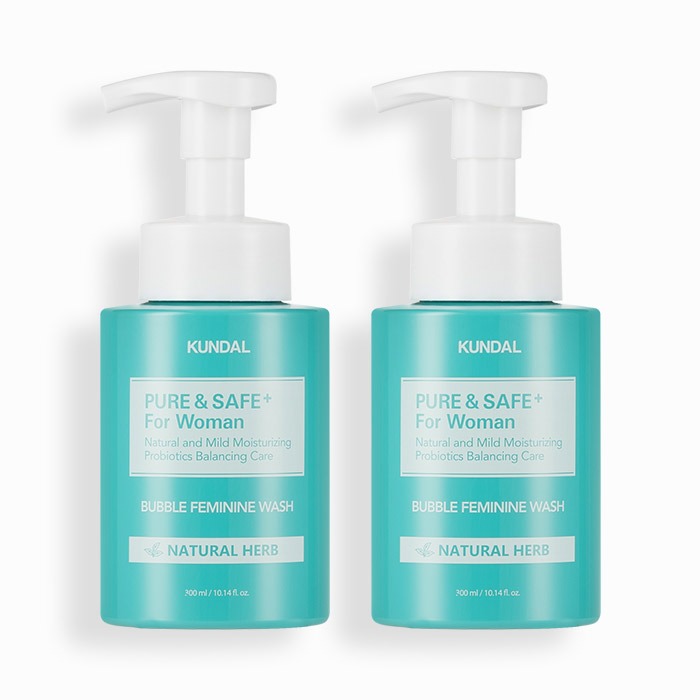 KUNDAL
PURE & SAFE+
For Woman
Natural and Mild Moisturizing
Probiotics Balancing Care
BUBBLE FEMININE WASH
NATURAL HERB
300 ml / 10.14 fl. oz.
KUNDAL
PURE & SAFE+
For Woman
Natural and Mild Moisturizing
Probiotics Balancing Care
BUBBLE FEMININE WASH
NATURAL HERB
300 ml / 10.14 fl. oz.